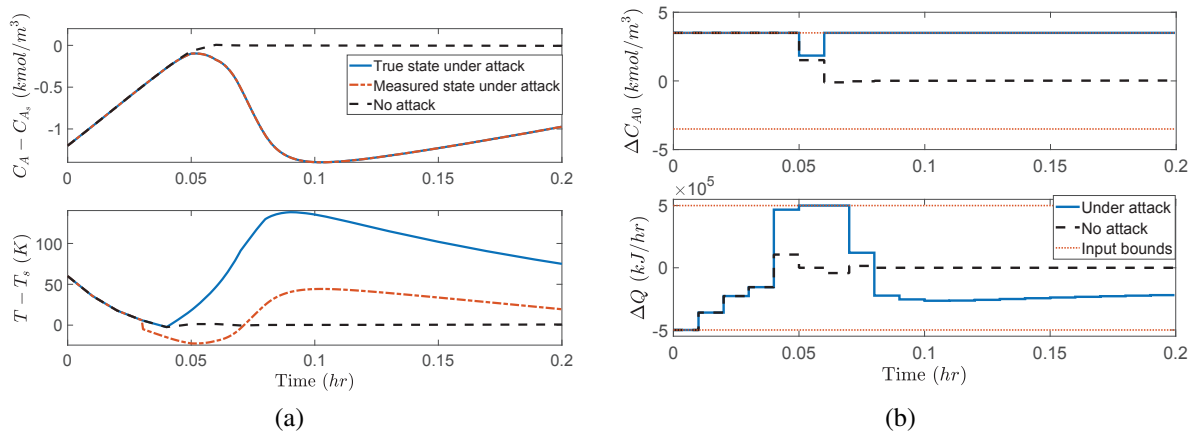 C_A − C_{A_s} (kmol/m^3)
0
-0.5
-1
True state under attack
Measured state under attack
No attack
0
0.05
0.1
0.15
0.2
T − T_s (K)
100
50
0
0
0.05
0.1
0.15
0.2
Time (hr)
(a)
ΔC_{A0} (kmol/m^3)
5
0
-5
0
0.05
0.1
0.15
0.2
×10^5
ΔQ (kJ/hr)
5
0
-5
Under attack
No attack
Input bounds
0
0.05
0.1
0.15
0.2
Time (hr)
(b)